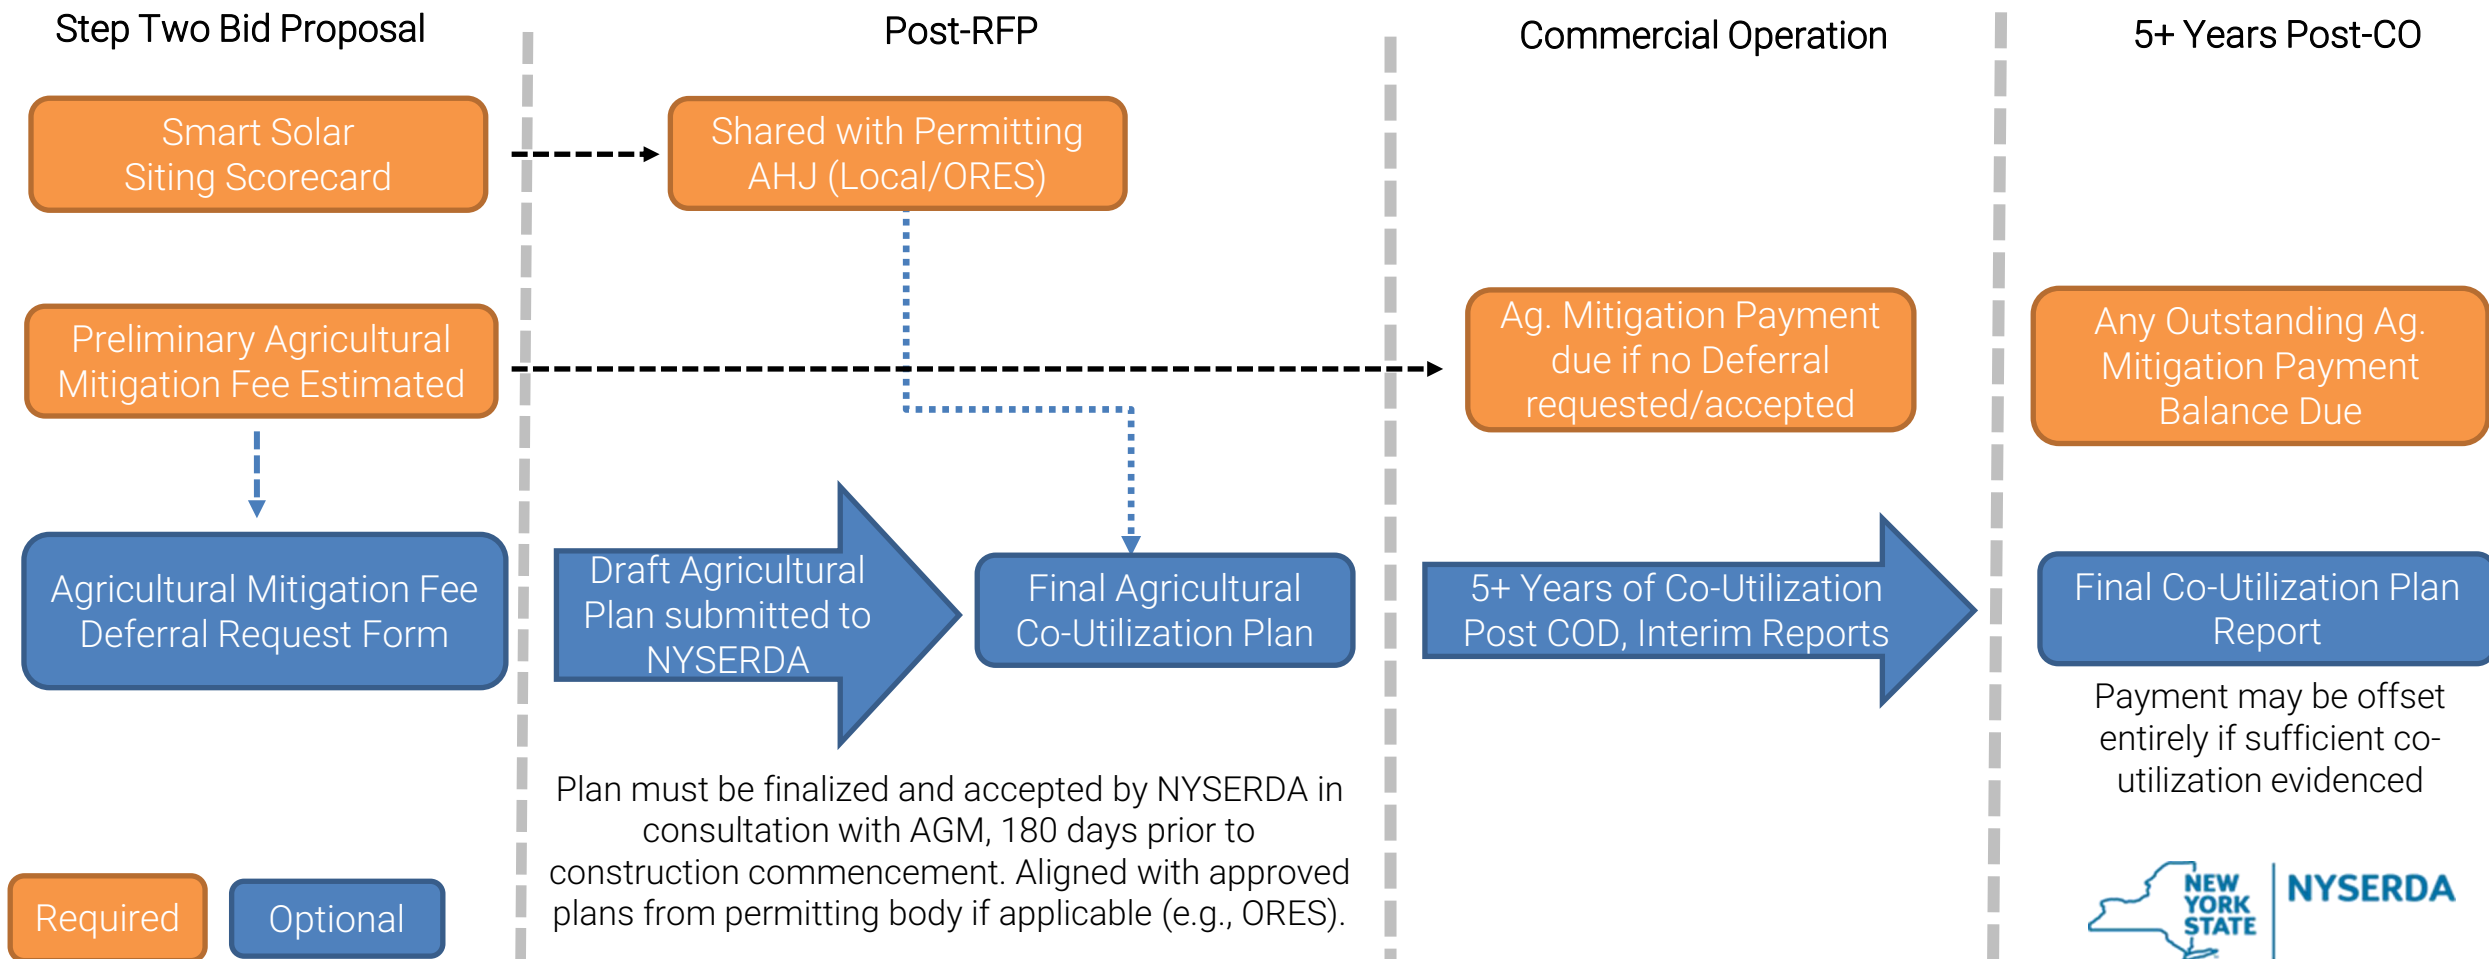 Step Two Bid Proposal
Post-RFP
Commercial Operation
5+ Years Post-CO
Smart Solar
Siting Scorecard
Shared with Permitting
AHJ (Local/ORES)
Preliminary Agricultural
Mitigation Fee Estimated
Ag. Mitigation Payment
due if no Deferral
requested/accepted
Any Outstanding Ag.
Mitigation Payment
Balance Due
Agricultural Mitigation Fee
Deferral Request Form
Draft Agricultural
Plan submitted to
NYSERDA
Final Agricultural
Co-Utilization Plan
5+ Years of Co-Utilization
Post COD, Interim Reports
Final Co-Utilization Plan
Report
Payment may be offset
entirely if sufficient co-
utilization evidenced
Plan must be finalized and accepted by NYSERDA in
consultation with AGM, 180 days prior to
construction commencement. Aligned with approved
plans from permitting body if applicable (e.g., ORES).
Required
Optional
NEW
YORK
STATE
NYSERDA